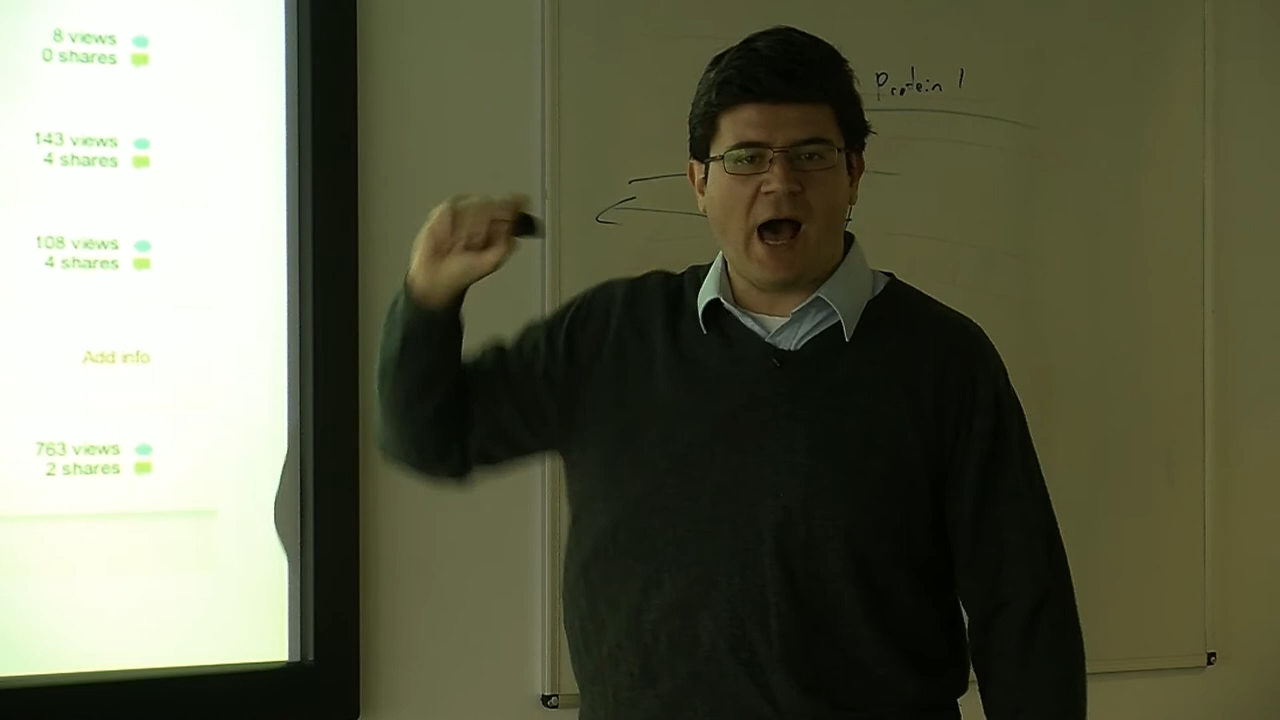 8 views
0 shares
143 views
4 shares
108 views
4 shares
Add info
763 views
2 shares
Protein 1